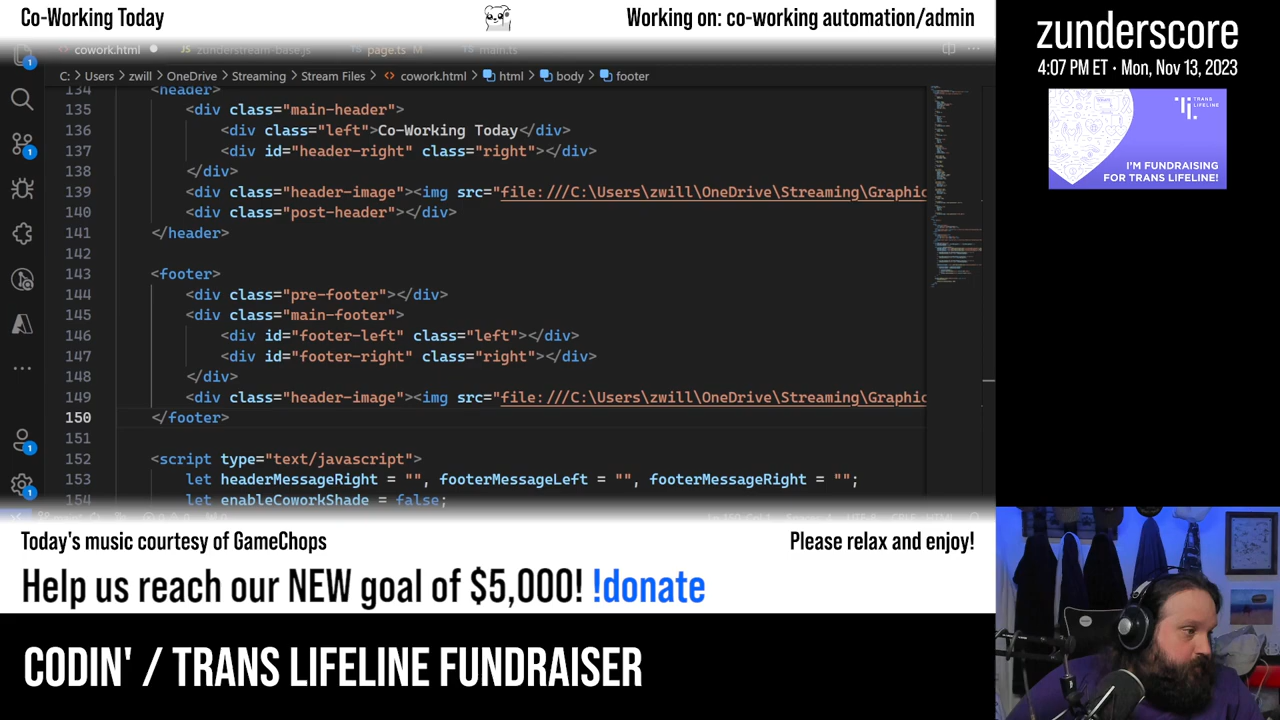 Co-Working Today
Working on: co-working automation/admin
zunderscore
4:07 PM ET · Mon, Nov 13, 2023
TRANS
LIFELINE
I'M FUNDRAISING
FOR TRANS LIFELINE!
cowork.html
JS zunderstream-base.js
page.ts M
main.ts
C: > Users > zwill > OneDrive > Streaming > Stream Files > <> cowork.html > html > body > footer
134 <header>
135 <div class="main-header">
136 <div class="left">Co-Working Today</div>
137 <div id="header-right" class="right"></div>
138 </div>
139 <div class="header-image"><img src="file:///C:\Users\zwill\OneDrive\Streaming\Graphic
140 <div class="post-header"></div>
141 </header>
142
143 <footer>
144 <div class="pre-footer"></div>
145 <div class="main-footer">
146 <div id="footer-left" class="left"></div>
147 <div id="footer-right" class="right"></div>
148 </div>
149 <div class="header-image"><img src="file:///C:\Users\zwill\OneDrive\Streaming\Graphic
150 </footer>
151
152 <script type="text/javascript">
153 let headerMessageRight = "", footerMessageLeft = "", footerMessageRight = "";
154 let enableCoworkShade = false;
Today's music courtesy of GameChops
Please relax and enjoy!
Help us reach our NEW goal of $5,000! !donate
CODIN' / TRANS LIFELINE FUNDRAISER